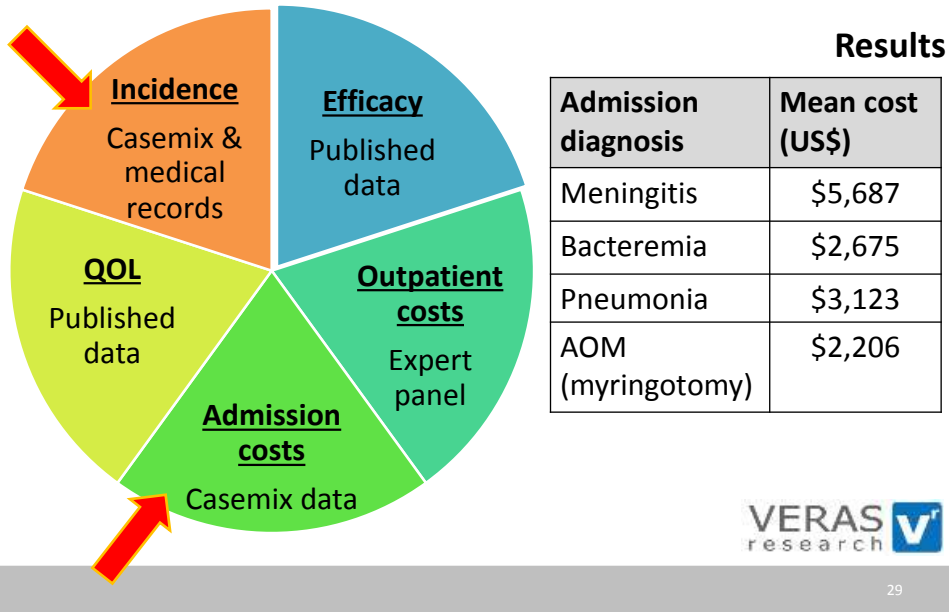 Results
Incidence
Casemix &
medical
records
Efficacy
Published
data
QOL
Published
data
Outpatient
costs
Expert
panel
Admission
costs
Casemix data
Admission diagnosis Mean cost (US$)
Meningitis $5,687
Bacteremia $2,675
Pneumonia $3,123
AOM (myringotomy) $2,206
VERAS
research
Vr
29